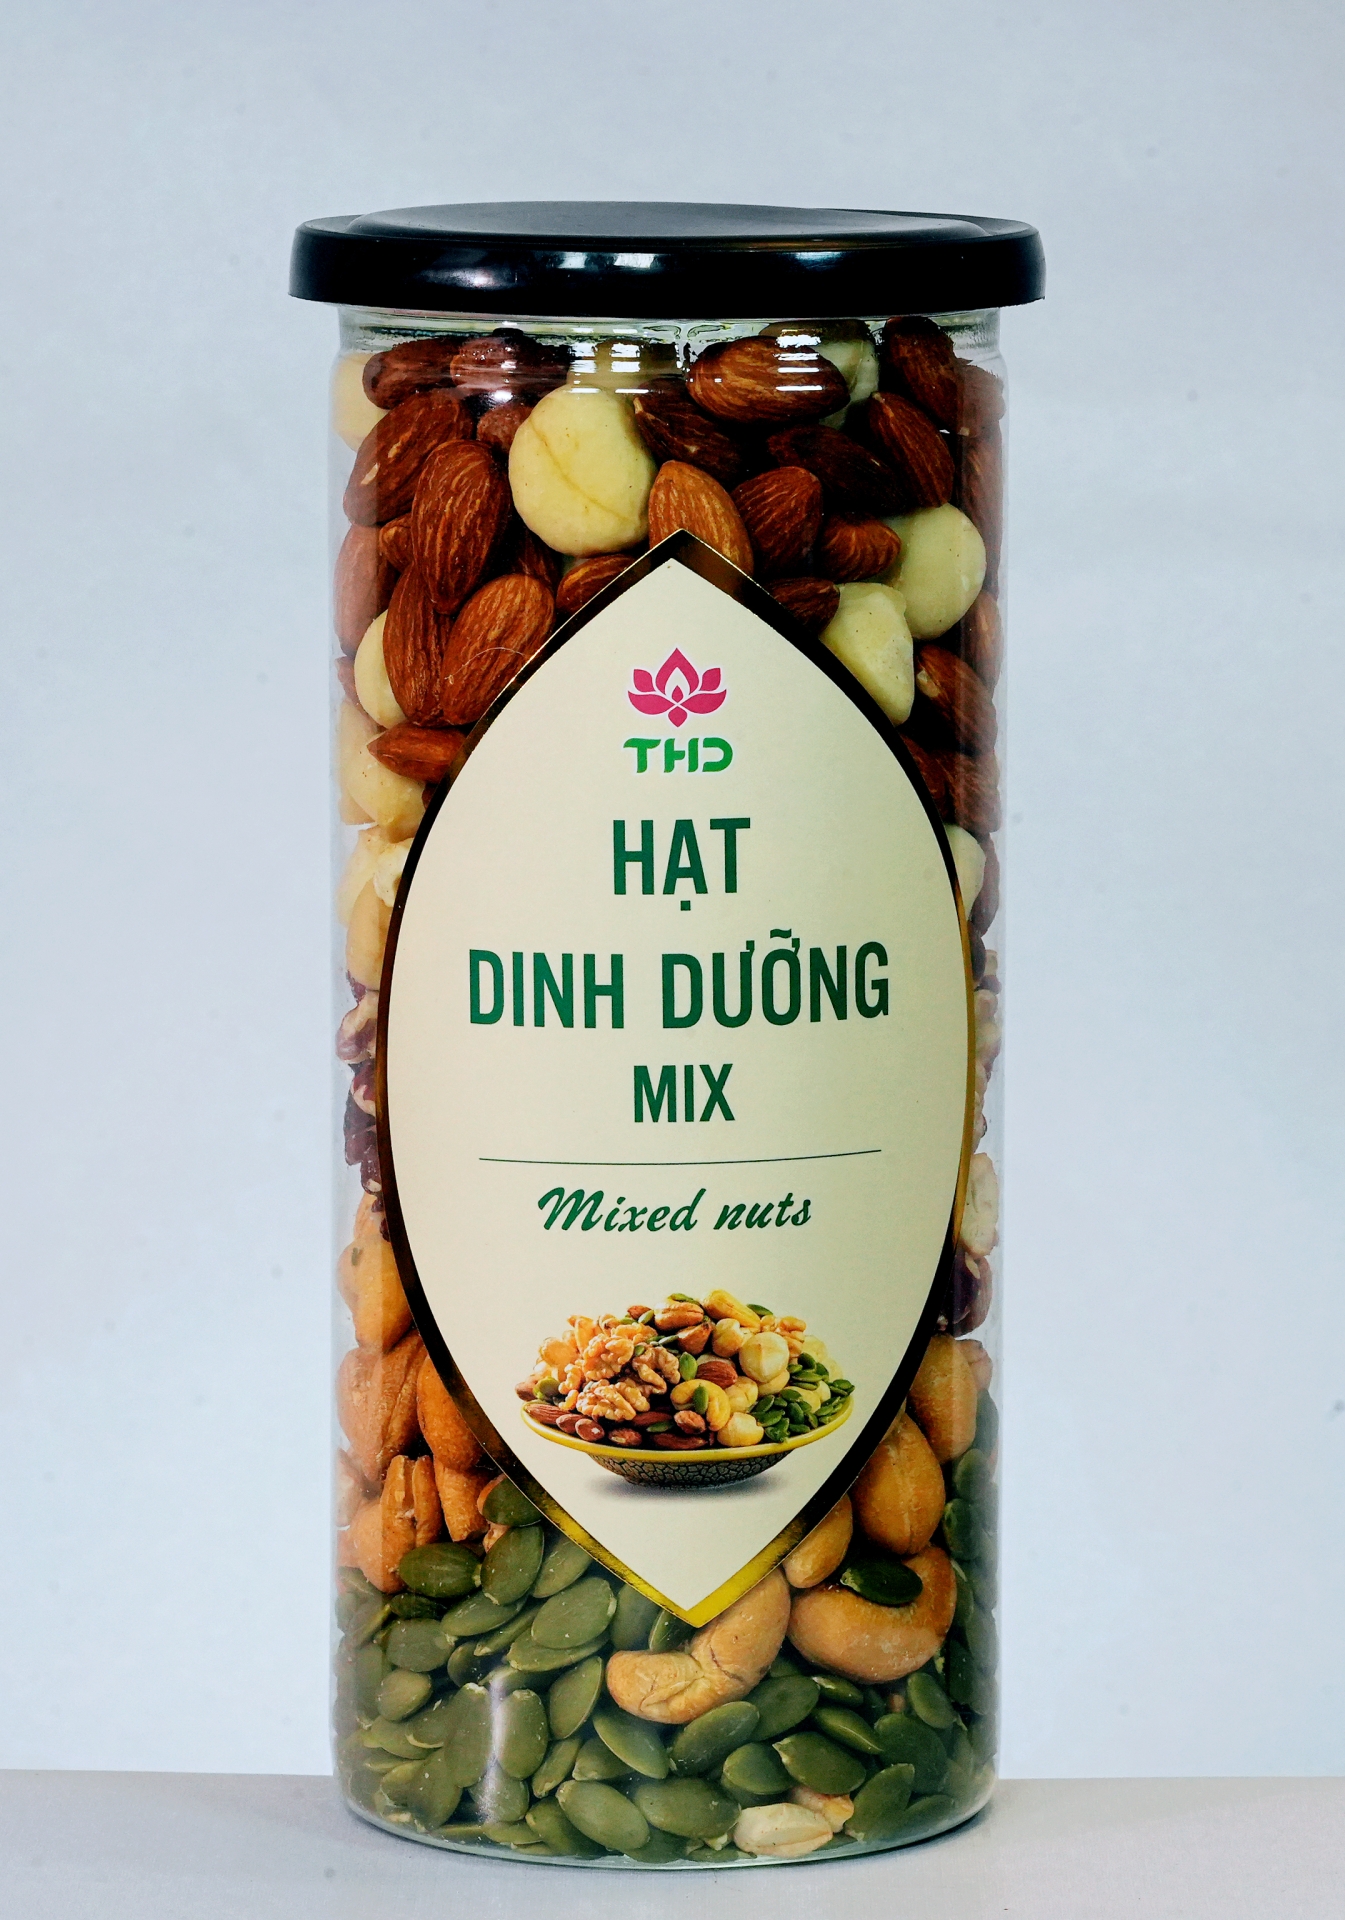 THD
HẠT
DINH DƯỠNG
MIX
Mixed nuts